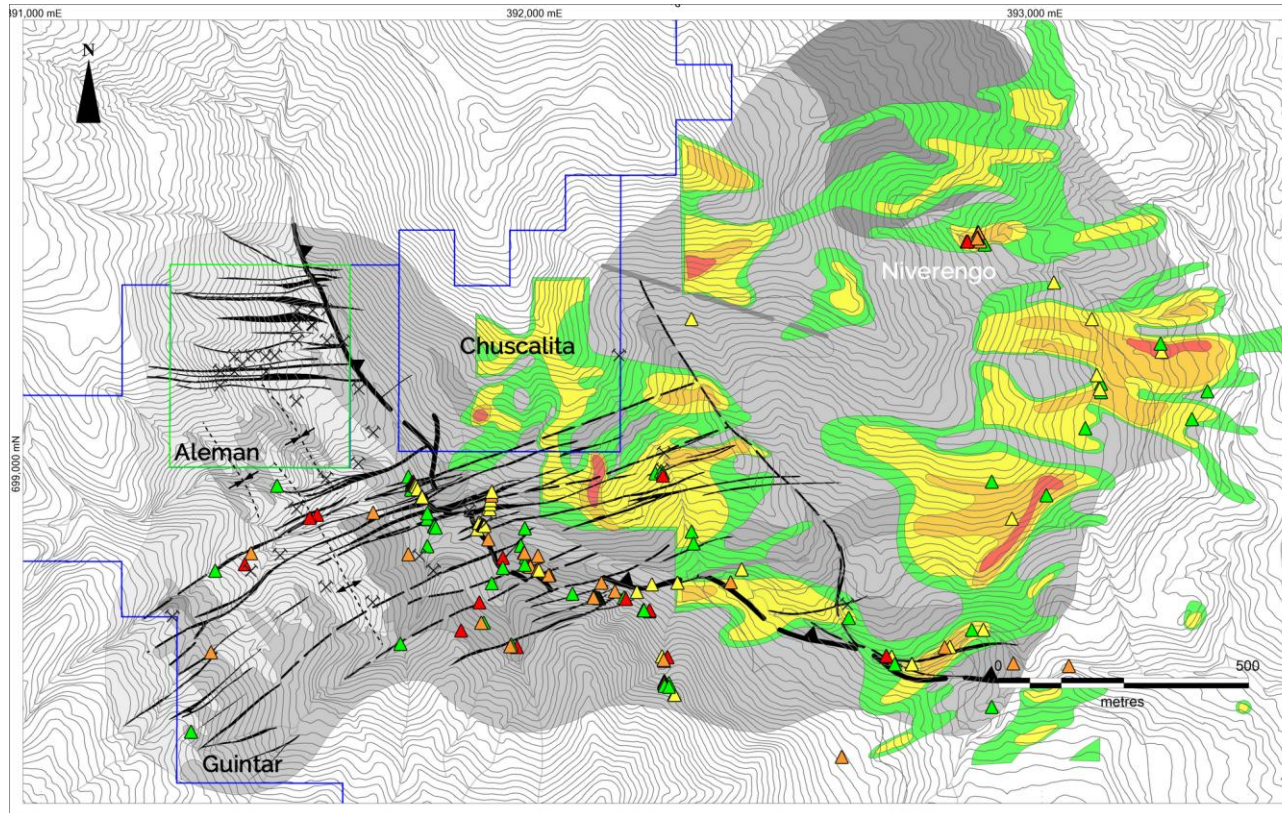 391,000 mE
392,000 mE
393,000 mE
N
Niverengo
Chuscalita
Aleman
699,000 mN
0
500
metres
Guintar